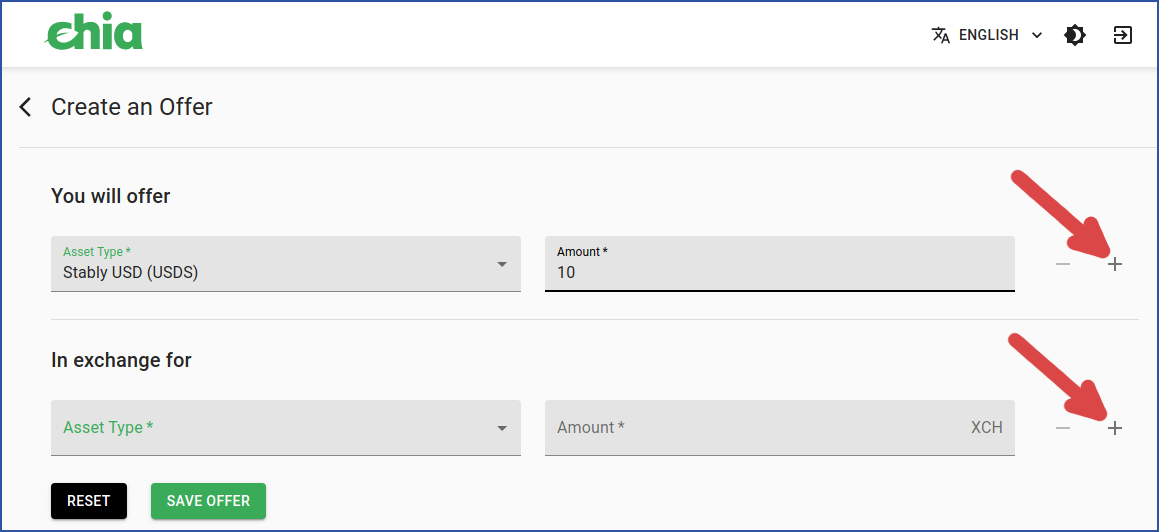 chia
ENGLISH
Create an Offer
You will offer
Asset Type *
Stably USD (USDS)
Amount *
10
In exchange for
Asset Type *
Amount *
XCH
RESET
SAVE OFFER